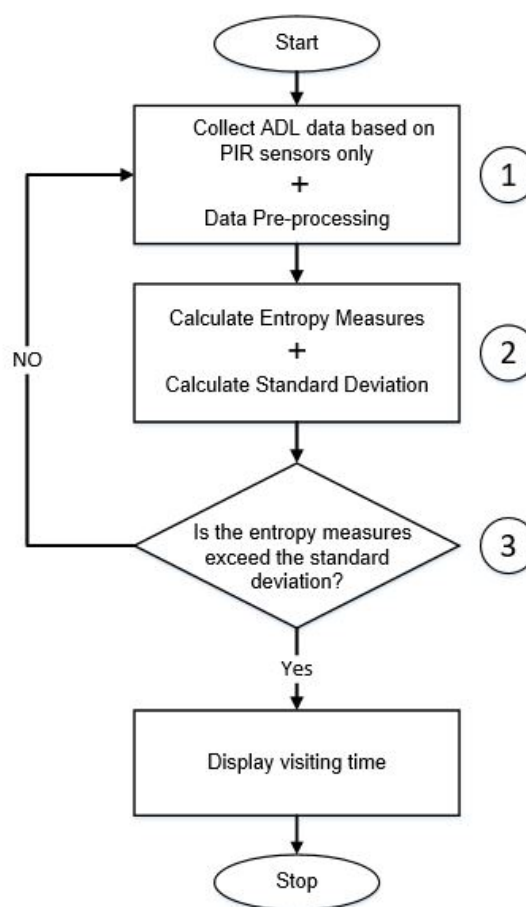 Start
Collect ADL data based on
PIR sensors only
+
Data Pre-processing
1
Calculate Entropy Measures
+
Calculate Standard Deviation
2
NO
Is the entropy measures
exceed the standard
deviation?
3
Yes
Display visiting time
Stop